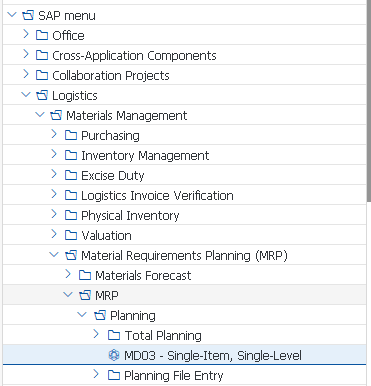 SAP menu
Office
Cross-Application Components
Collaboration Projects
Logistics
Materials Management
Purchasing
Inventory Management
Excise Duty
Logistics Invoice Verification
Physical Inventory
Valuation
Material Requirements Planning (MRP)
Materials Forecast
MRP
Planning
Total Planning
MD03 - Single-Item, Single-Level
Planning File Entry